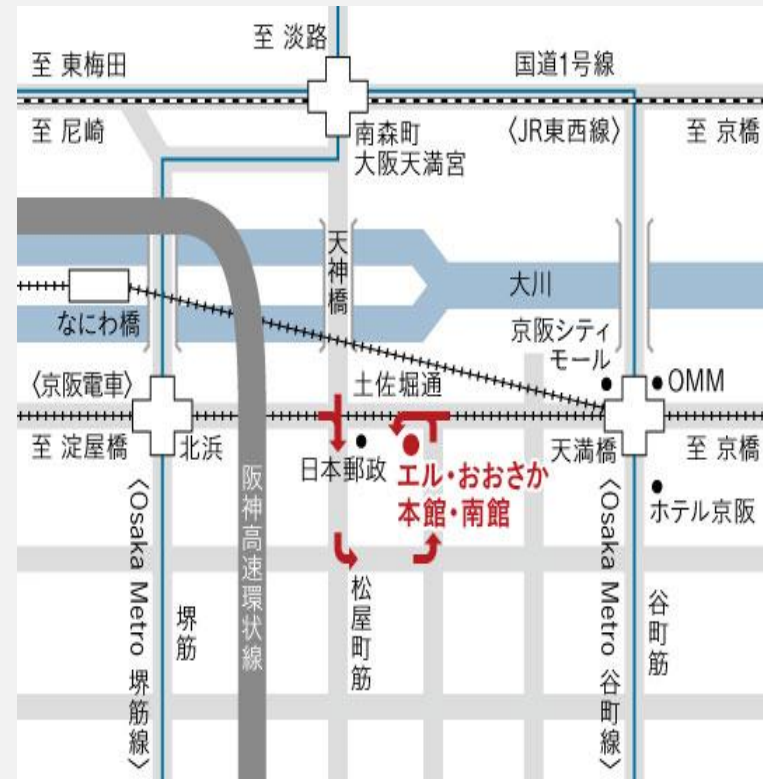 至 淡路
至 東梅田
国道1号線
至 尼崎
南森町
大阪天満宮
〈JR東西線〉
至 京橋
天神橋
大川
なにわ橋
京阪シティ
モール
〈京阪電車〉
土佐堀通
OMM
至 淀屋橋
北浜
日本郵政
エル・おおさか
本館・南館
天満橋
至 京橋
ホテル京阪
阪神高速環状線
〈Osaka Metro 堺筋線〉
堺筋
松屋町筋
〈Osaka Metro 谷町線〉
谷町筋